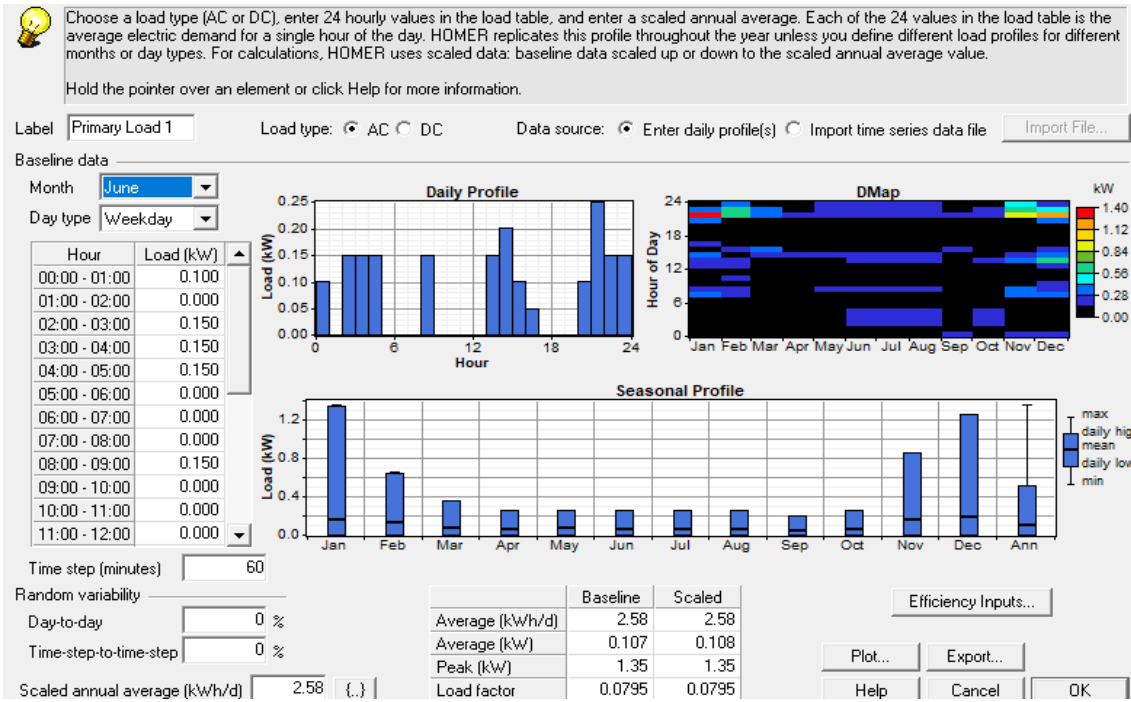 Choose a load type (AC or DC), enter 24 hourly values in the load table, and enter a scaled annual average. Each of the 24 values in the load table is the
average electric demand for a single hour of the day. HOMER replicates this profile throughout the year unless you define different load profiles for different
months or day types. For calculations, HOMER uses scaled data: baseline data scaled up or down to the scaled annual average value.
Hold the pointer over an element or click Help for more information.
Label Primary Load 1 Load type: AC DC Data source: Enter daily profile(s) Import time series data file Import File...
Baseline data
Month June
Day type Weekday
Hour Load (kW)
00:00 - 01:00 0.100
01:00 - 02:00 0.000
02:00 - 03:00 0.150
03:00 - 04:00 0.150
04:00 - 05:00 0.150
05:00 - 06:00 0.000
06:00 - 07:00 0.000
07:00 - 08:00 0.000
08:00 - 09:00 0.150
09:00 - 10:00 0.000
10:00 - 11:00 0.000
11:00 - 12:00 0.000
Daily Profile
Load (kW)
0.25
0.20
0.15
0.10
0.05
0.00
0 6 12 18 24
Hour
DMap
Hour of Day
24
18
12
6
0
Jan Feb Mar Apr May Jun Jul Aug Sep Oct Nov Dec
kW
1.40
1.12
0.84
0.56
0.28
0.00
Seasonal Profile
Load (kW)
1.2
0.8
0.4
0.0
Jan Feb Mar Apr May Jun Jul Aug Sep Oct Nov Dec Ann
max
daily hig
mean
daily low
min
Time step (minutes) 60
Random variability
Day-to-day 0 %
Time-step-to-time-step 0 %
Scaled annual average (kWh/d) 2.58 {..}
Baseline Scaled
Average (kWh/d) 2.58 2.58
Average (kW) 0.107 0.108
Peak (kW) 1.35 1.35
Load factor 0.0795 0.0795
Efficiency Inputs...
Plot... Export...
Help Cancel OK